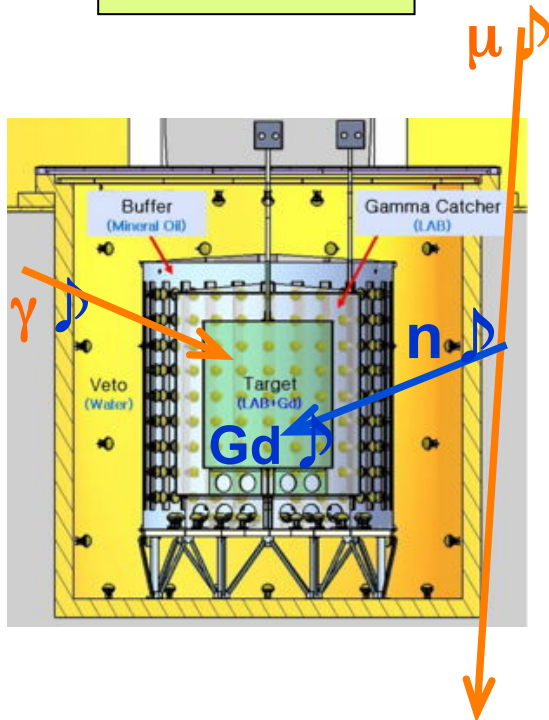 μ ♪
Buffer
(Mineral Oil)
Gamma Catcher
(LAB)
γ ♪
n ♪
Veto
(Water)
Target
(LAB+Gd)
Gd ♪